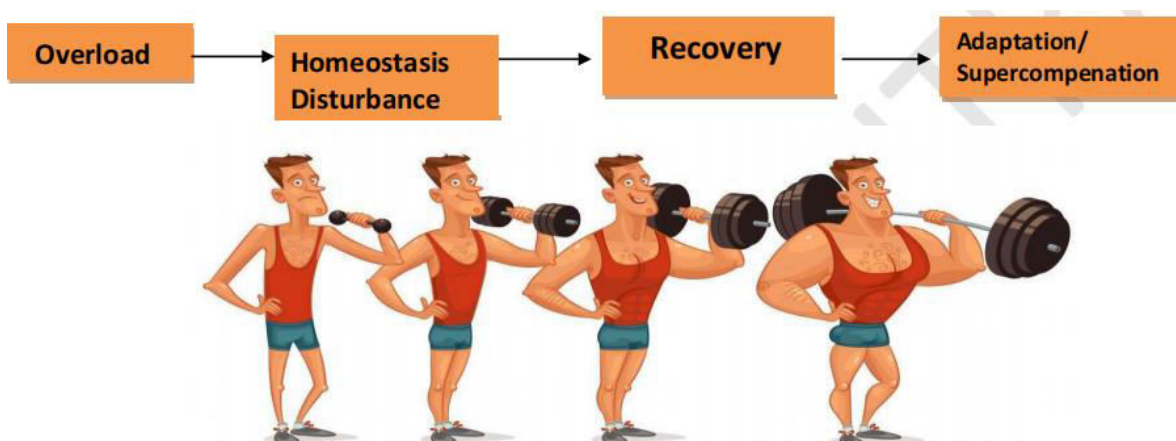 Overload
Homeostasis
Disturbance
Recovery
Adaptation/
Supercompenation